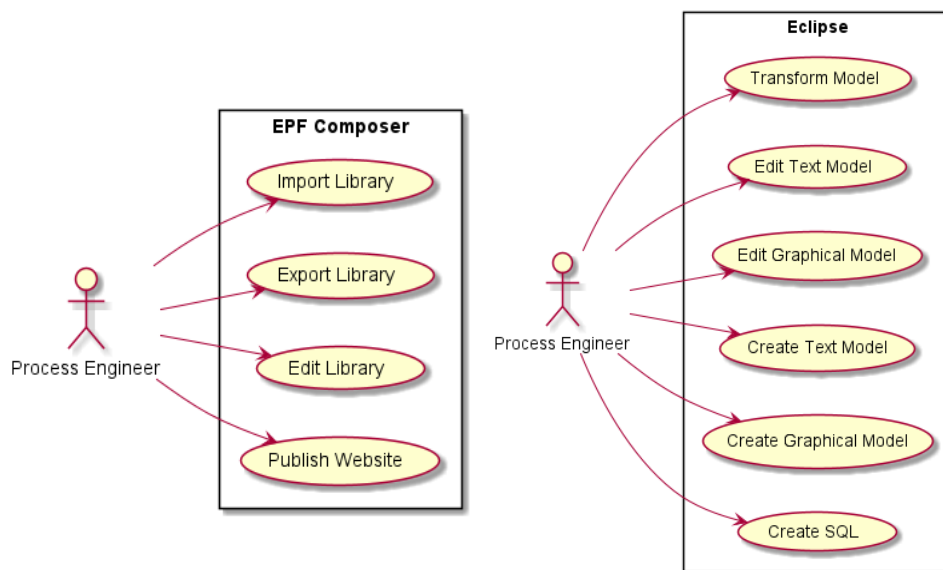 EPF Composer
Import Library
Export Library
Edit Library
Publish Website
Process Engineer
Eclipse
Transform Model
Edit Text Model
Edit Graphical Model
Create Text Model
Create Graphical Model
Create SQL
Process Engineer